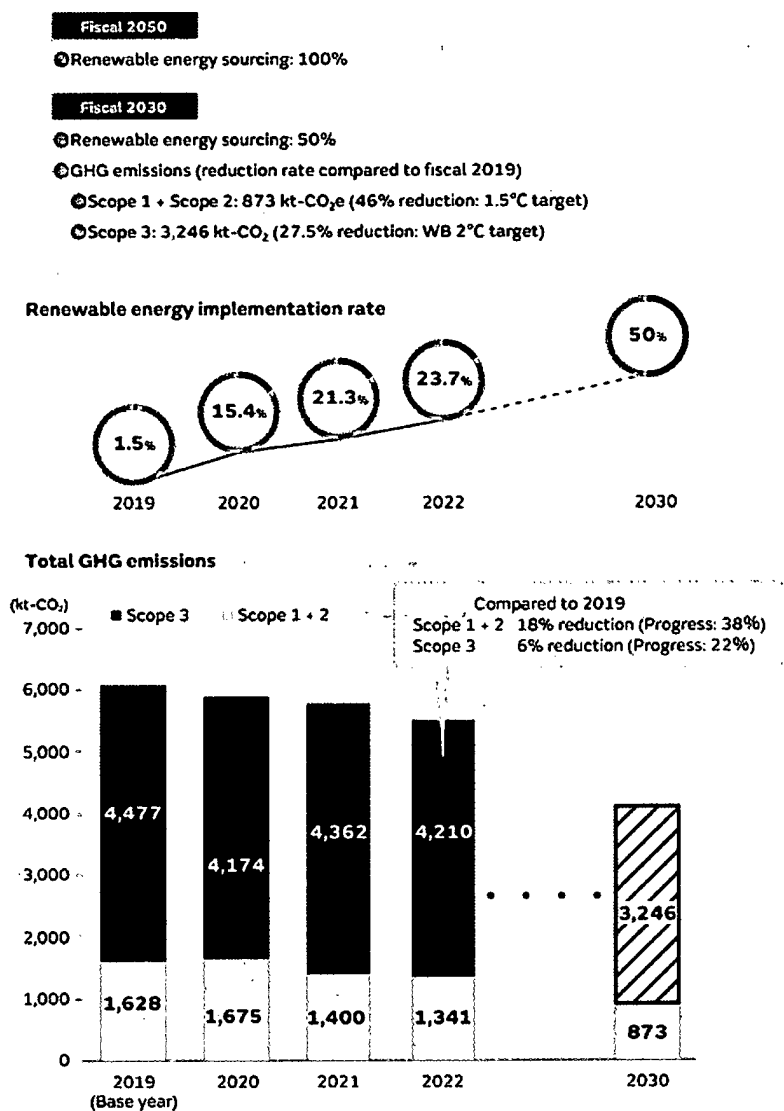 Fiscal 2050
Renewable energy sourcing: 100%
Fiscal 2030
Renewable energy sourcing: 50%
GHG emissions (reduction rate compared to fiscal 2019)
Scope 1 + Scope 2: 873 kt-CO₂e (46% reduction: 1.5°C target)
Scope 3: 3,246 kt-CO₂ (27.5% reduction: WB 2°C target)
Renewable energy implementation rate
1.5% 15.4% 21.3% 23.7% 50%
2019 2020 2021 2022 2030
Total GHG emissions
(kt-CO₂)
Scope 3 Scope 1 + 2
Compared to 2019
Scope 1 + 2 18% reduction (Progress: 38%)
Scope 3 6% reduction (Progress: 22%)
7,000
6,000
5,000
4,000
3,000
2,000
1,000
0
4,477 4,174 4,362 4,210 3,246
1,628 1,675 1,400 1,341 873
2019 2020 2021 2022 2030
(Base year)